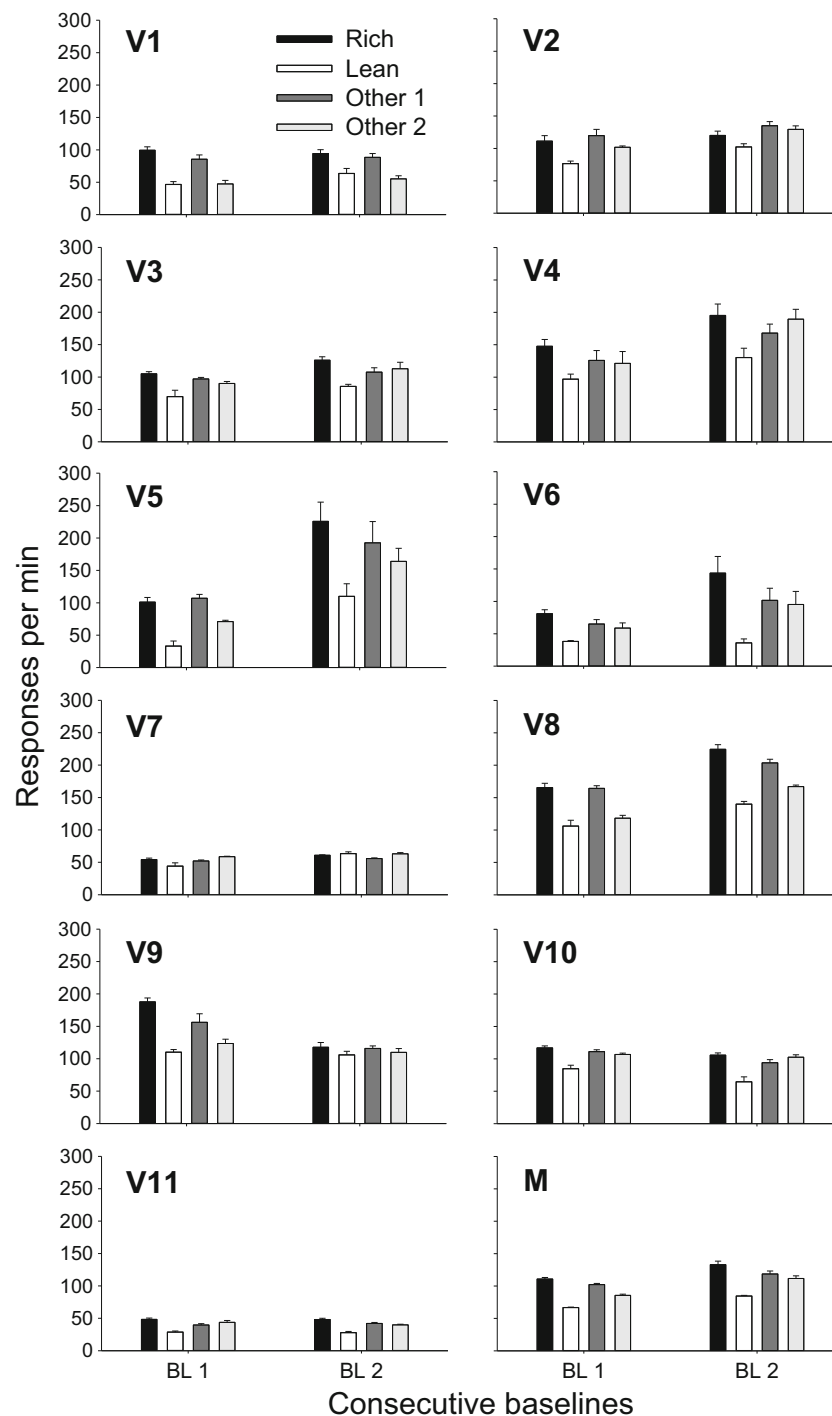 V1
300
250
200
150
100
50
0
Rich
Lean
Other 1
Other 2
V2
V3
300
250
200
150
100
50
0
V4
V5
300
250
200
150
100
50
0
V6
V7
300
250
200
150
100
50
0
V8
V9
300
250
200
150
100
50
0
V10
V11
300
250
200
150
100
50
0
M
Responses per min
BL 1 BL 2 BL 1 BL 2
Consecutive baselines